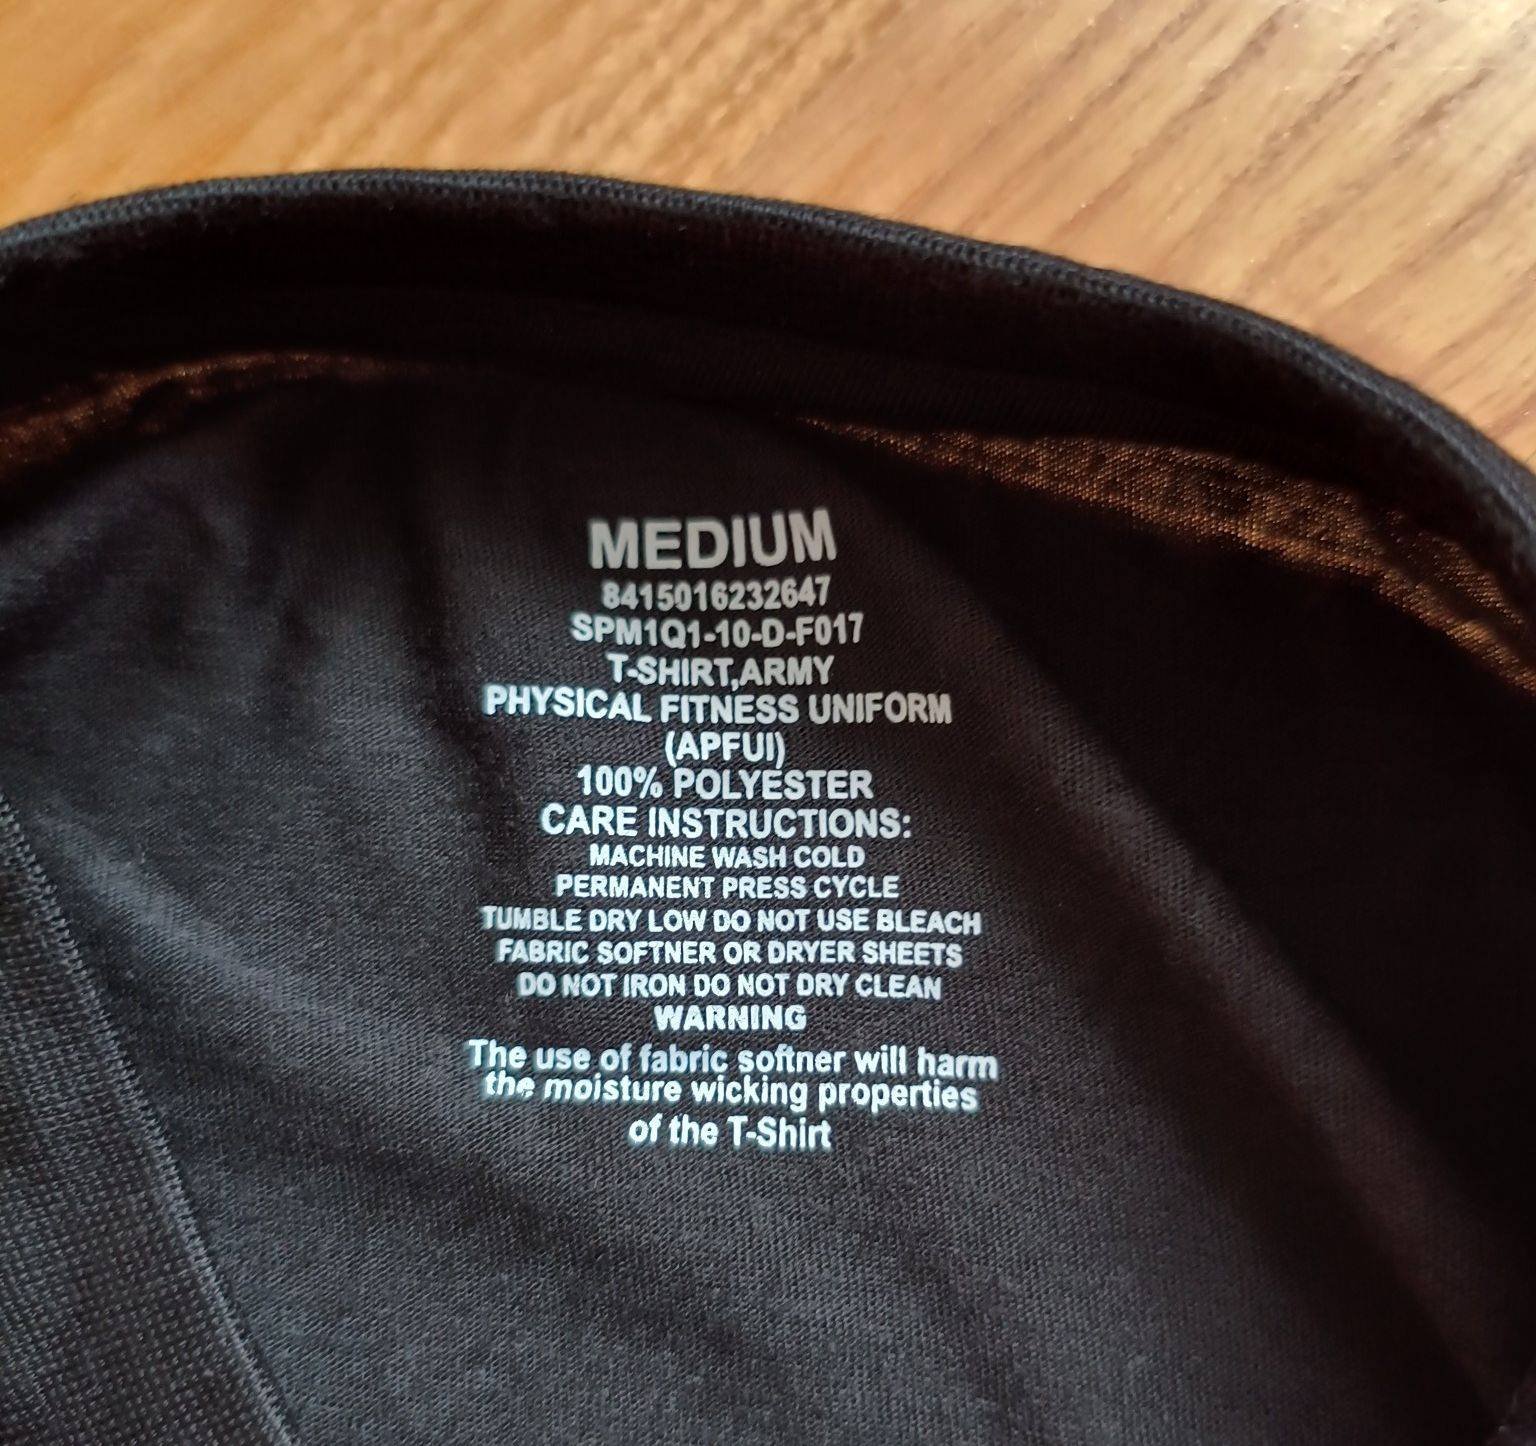 MEDIUM
8415016232647
SPM1Q1-10-D-F017
T-SHIRT,ARMY
PHYSICAL FITNESS UNIFORM
(APFUI)
100% POLYESTER
CARE INSTRUCTIONS:
MACHINE WASH COLD
PERMANENT PRESS CYCLE
TUMBLE DRY LOW DO NOT USE BLEACH
FABRIC SOFTNER OR DRYER SHEETS
DO NOT IRON DO NOT DRY CLEAN
WARNING
The use of fabric softner will harm
the moisture wicking properties
of the T-Shirt